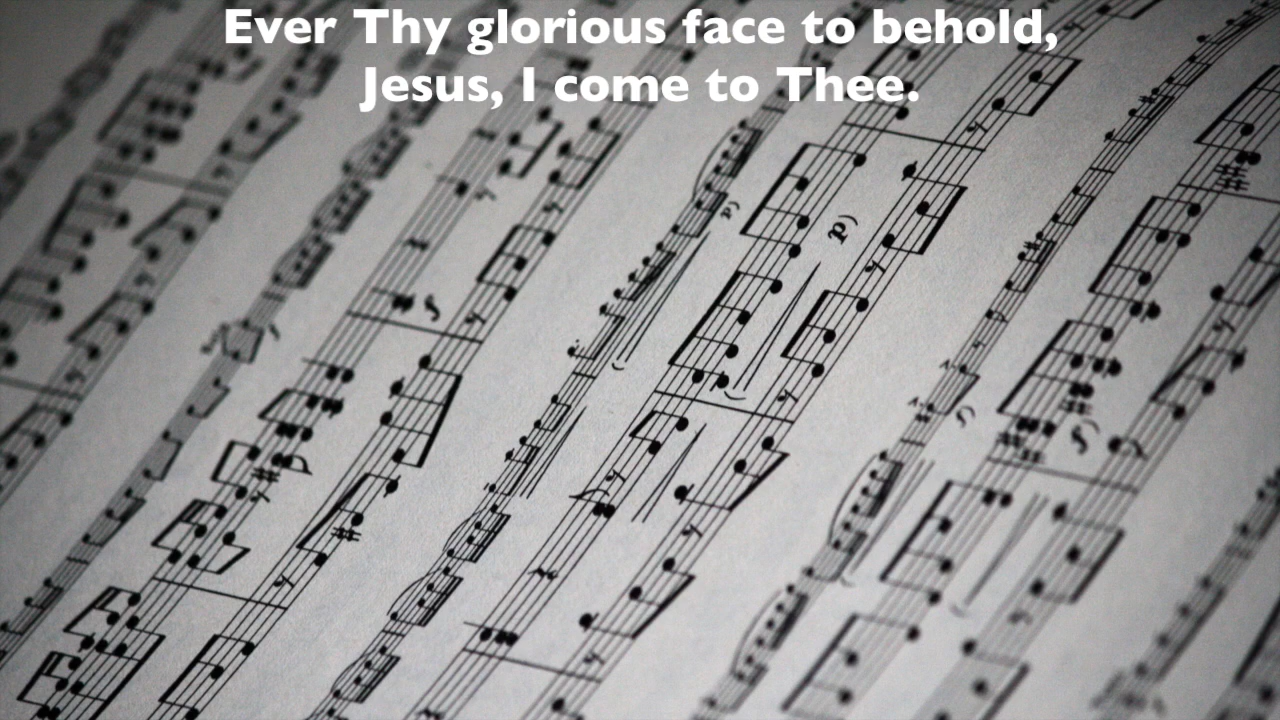 Ever Thy glorious face to behold,
Jesus, I come to Thee.
p)